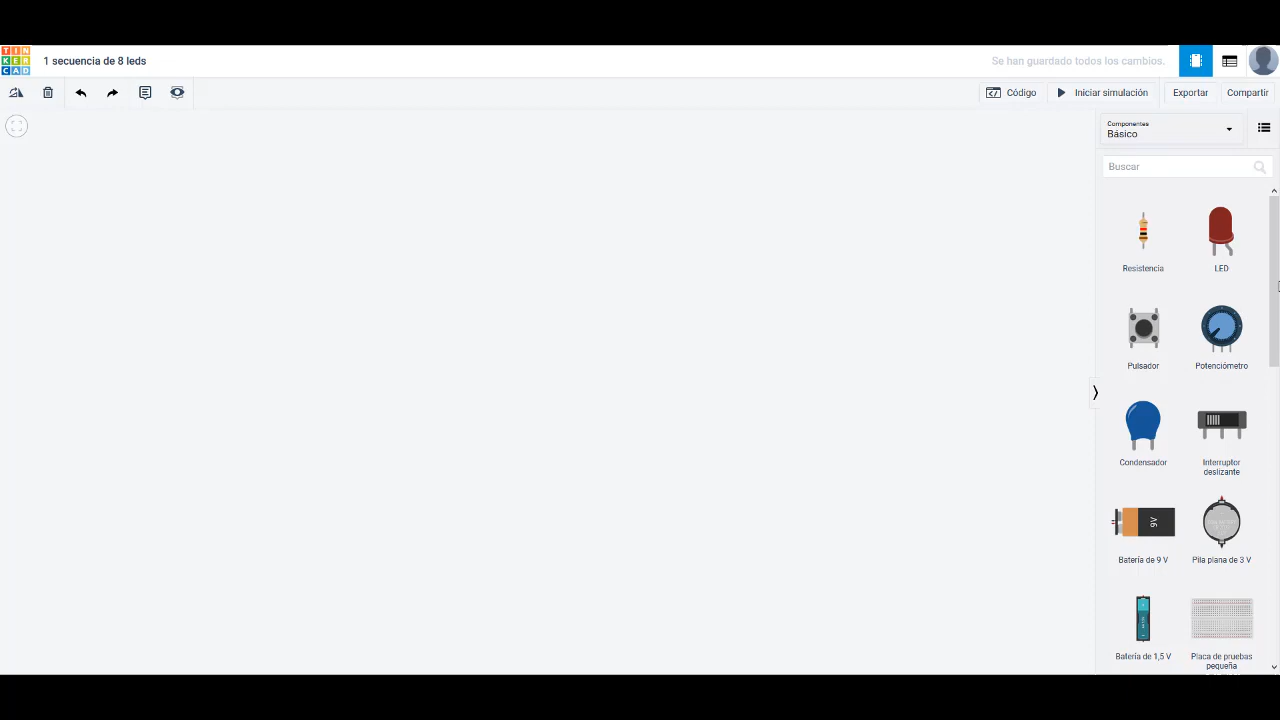 TIN
KER
CAD
1 secuencia de 8 leds
Se han guardado todos los cambios.
Código
Iniciar simulación
Exportar
Compartir
Componentes
Básico
Buscar
Resistencia
LED
Pulsador
Potenciómetro
Condensador
Interruptor
deslizante
9V
Batería de 9 V
Pila plana de 3 V
Batería de 1,5 V
Placa de pruebas
pequeña